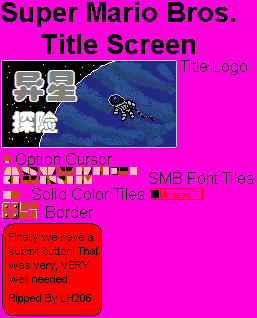 Super Mario Bros.
Title Screen
Title Logo
异星
探险
Option Cursor
SMB Font Tiles
Solid Color Tiles
Unused?
Border
Finally we have a
submit button! That
was very, VERY
well needed.
Ripped By LH206